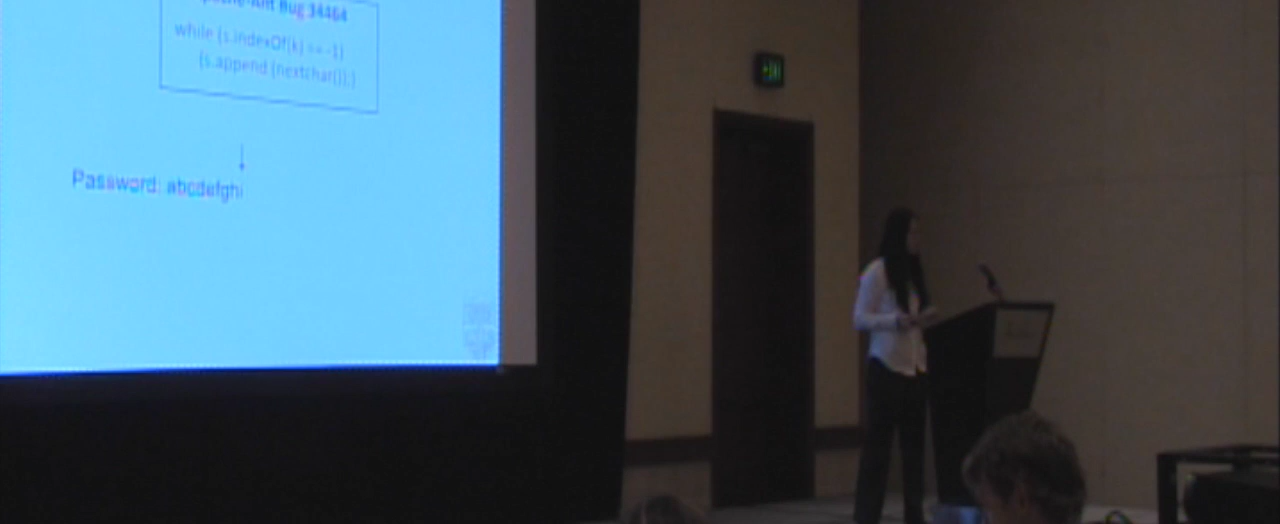 Bug 34464
while (s.indexOf(k) == -1)
{s.append (nextchar());}
Password: abcdefghi